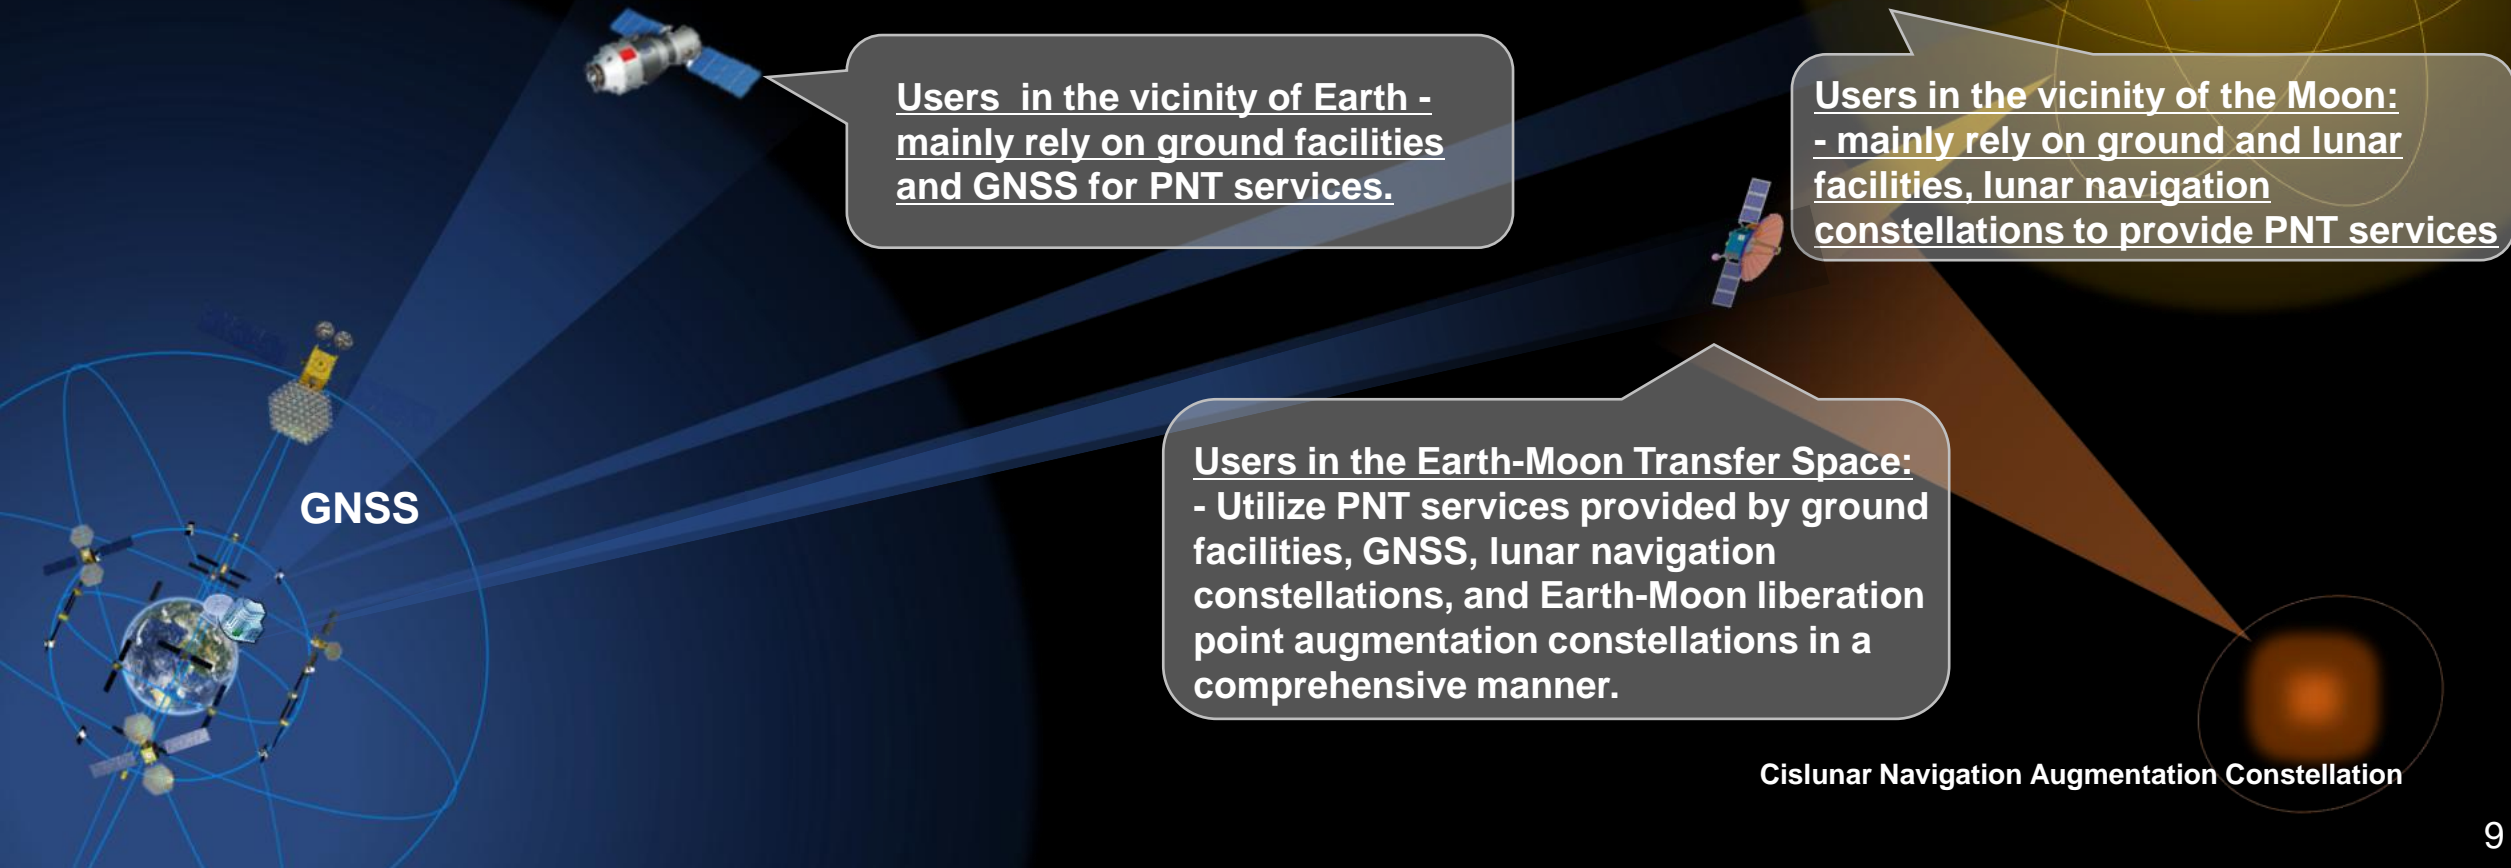 Users in the vicinity of Earth -
mainly rely on ground facilities
and GNSS for PNT services.
Users in the vicinity of the Moon:
- mainly rely on ground and lunar
facilities, lunar navigation
constellations to provide PNT services
GNSS
Users in the Earth-Moon Transfer Space:
- Utilize PNT services provided by ground
facilities, GNSS, lunar navigation
constellations, and Earth-Moon liberation
point augmentation constellations in a
comprehensive manner.
Cislunar Navigation Augmentation Constellation
9